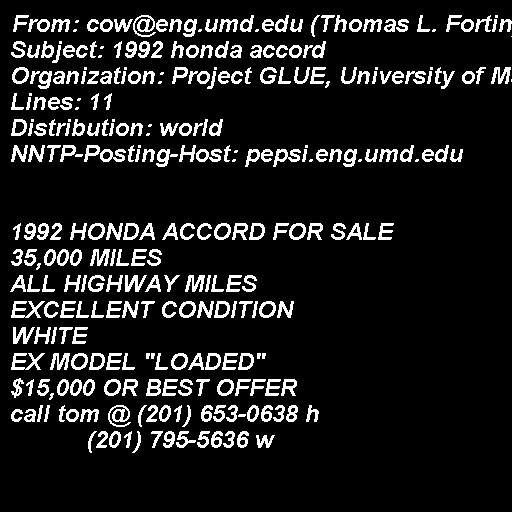 From: cow@eng.umd.edu (Thomas L. Fortin
Subject: 1992 honda accord
Organization: Project GLUE, University of
Lines: 11
Distribution: world
NNTP-Posting-Host: pepsi.eng.umd.edu
1992 HONDA ACCORD FOR SALE
35,000 MILES
ALL HIGHWAY MILES
EXCELLENT CONDITION
WHITE
EX MODEL "LOADED"
$15,000 OR BEST OFFER
call tom @ (201) 653-0638 h
(201) 795-5636 w